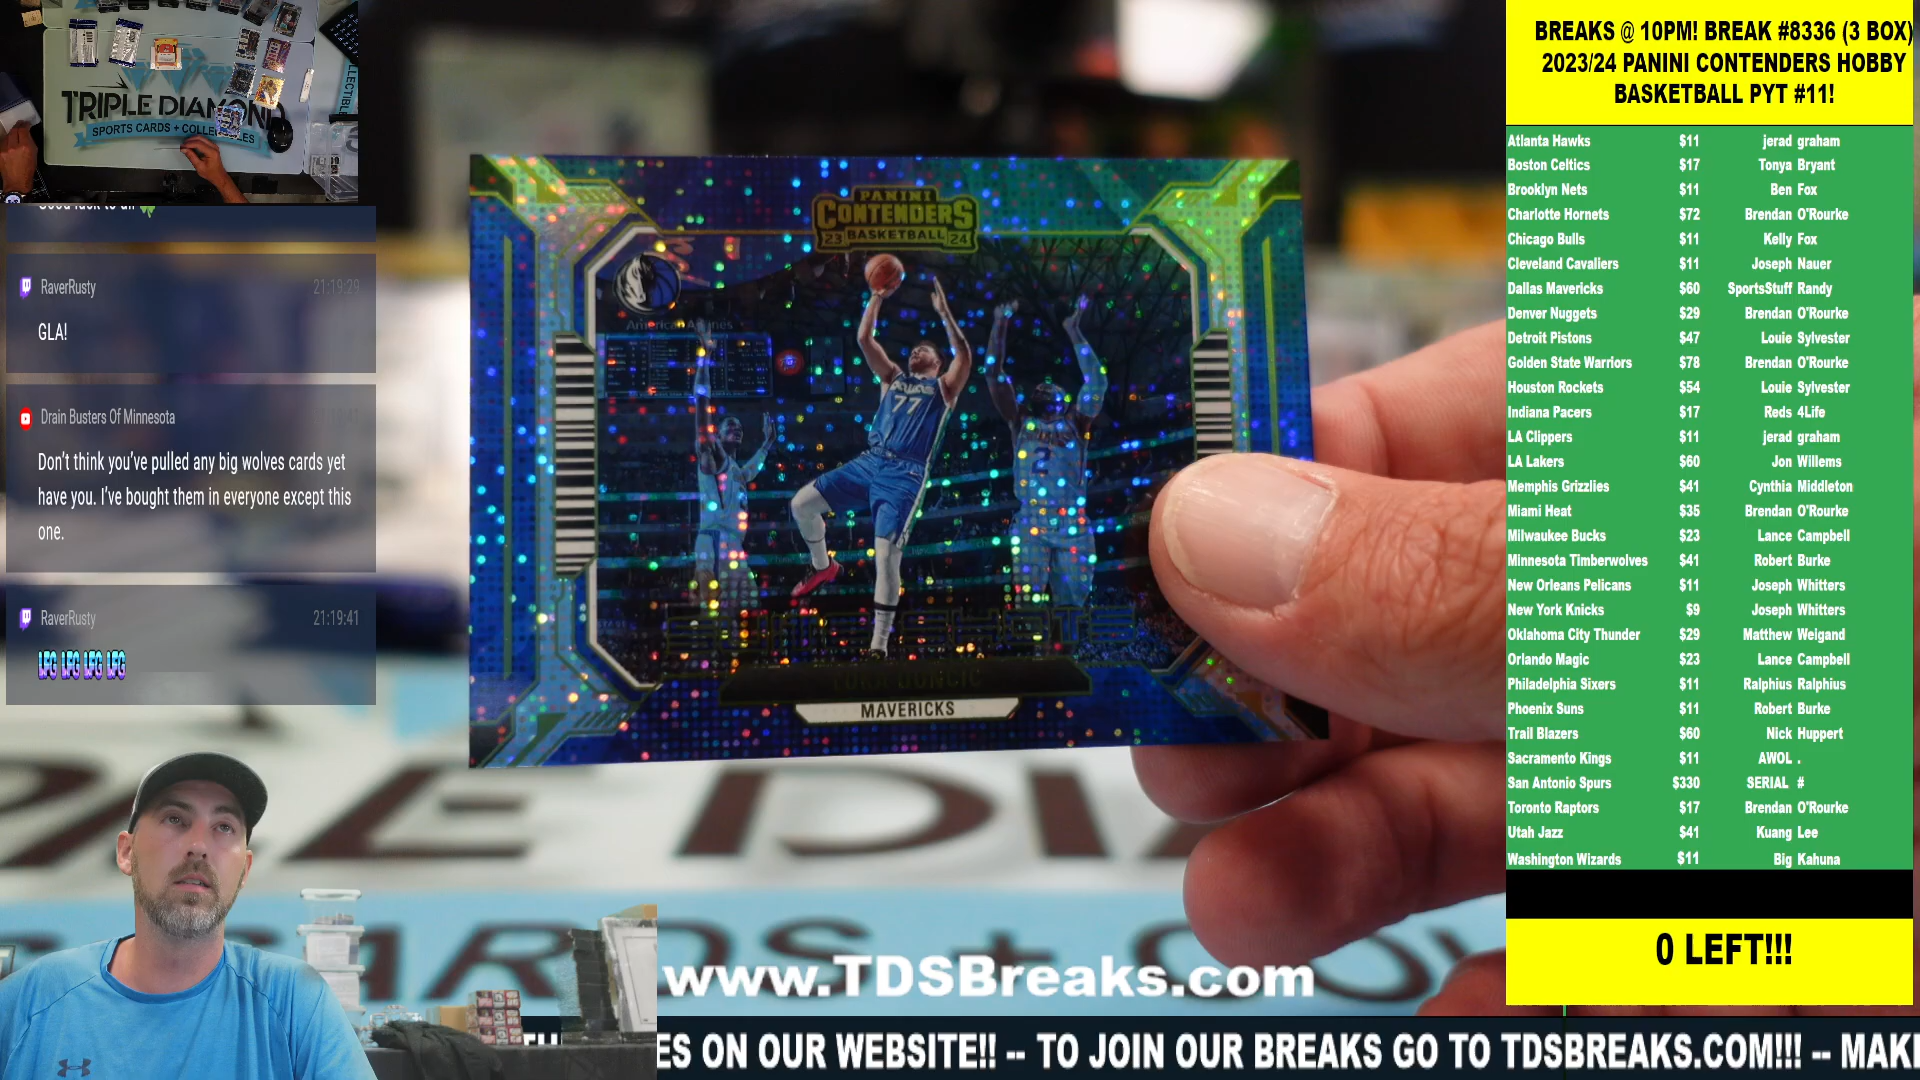 TRIPLE DIAMOND
SPORTS CARDS + COLLECTIBLES
Good luck to all
RaverRusty 21:19:29
GLA!
Drain Busters Of Minnesota
Don't think you've pulled any big wolves cards yet
have you. I've bought them in everyone except this
one.
RaverRusty 21:19:41
LFG LFG LFG LFG
PANINI
CONTENDERS
23 BASKETBALL 24
American Airlines
77
2
LUKA DONCIC
MAVERICKS
www.TDSBreaks.com
ES ON OUR WEBSITE!! -- TO JOIN OUR BREAKS GO TO TDSBREAKS.COM!!! -- MAK
BREAKS @ 10PM! BREAK #8336 (3 BOX)
2023/24 PANINI CONTENDERS HOBBY
BASKETBALL PYT #11!
Atlanta Hawks $11 jerad graham
Boston Celtics $17 Tonya Bryant
Brooklyn Nets $11 Ben Fox
Charlotte Hornets $72 Brendan O'Rourke
Chicago Bulls $11 Kelly Fox
Cleveland Cavaliers $11 Joseph Nauer
Dallas Mavericks $60 SportsStuff Randy
Denver Nuggets $29 Brendan O'Rourke
Detroit Pistons $47 Louie Sylvester
Golden State Warriors $78 Brendan O'Rourke
Houston Rockets $54 Louie Sylvester
Indiana Pacers $17 Reds 4Life
LA Clippers $11 jerad graham
LA Lakers $60 Jon Willems
Memphis Grizzlies $41 Cynthia Middleton
Miami Heat $35 Brendan O'Rourke
Milwaukee Bucks $23 Lance Campbell
Minnesota Timberwolves $41 Robert Burke
New Orleans Pelicans $11 Joseph Whitters
New York Knicks $9 Joseph Whitters
Oklahoma City Thunder $29 Matthew Weigand
Orlando Magic $23 Lance Campbell
Philadelphia Sixers $11 Ralphius Ralphius
Phoenix Suns $11 Robert Burke
Trail Blazers $60 Nick Huppert
Sacramento Kings $11 AWOL .
San Antonio Spurs $330 SERIAL #
Toronto Raptors $17 Brendan O'Rourke
Utah Jazz $41 Kuang Lee
Washington Wizards $11 Big Kahuna
0 LEFT!!!